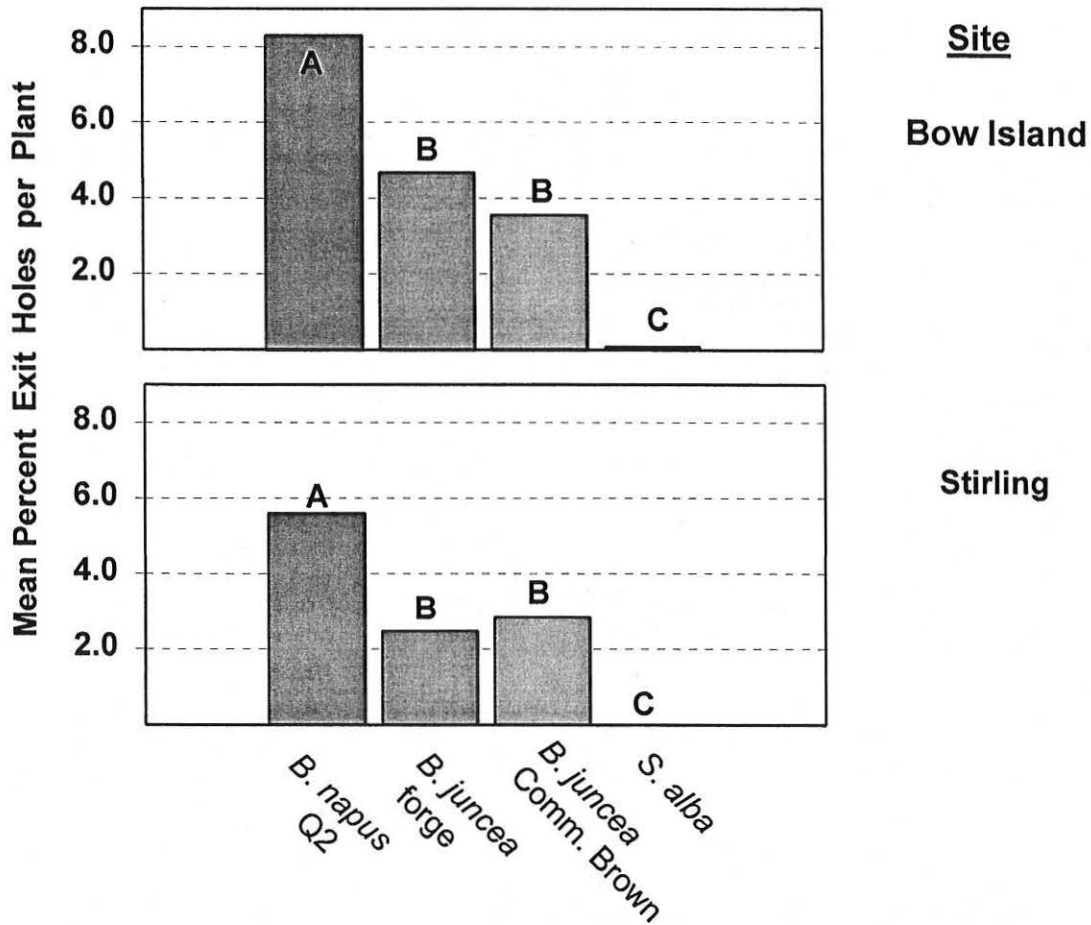 Mean Percent Exit Holes per Plant
8.0
6.0
4.0
2.0
A
B
B
C
Site
Bow Island
8.0
6.0
4.0
2.0
A
B
B
C
Stirling
B. napus
Q2
B. juncea
forge
B. juncea
Comm. Brown
S. alba